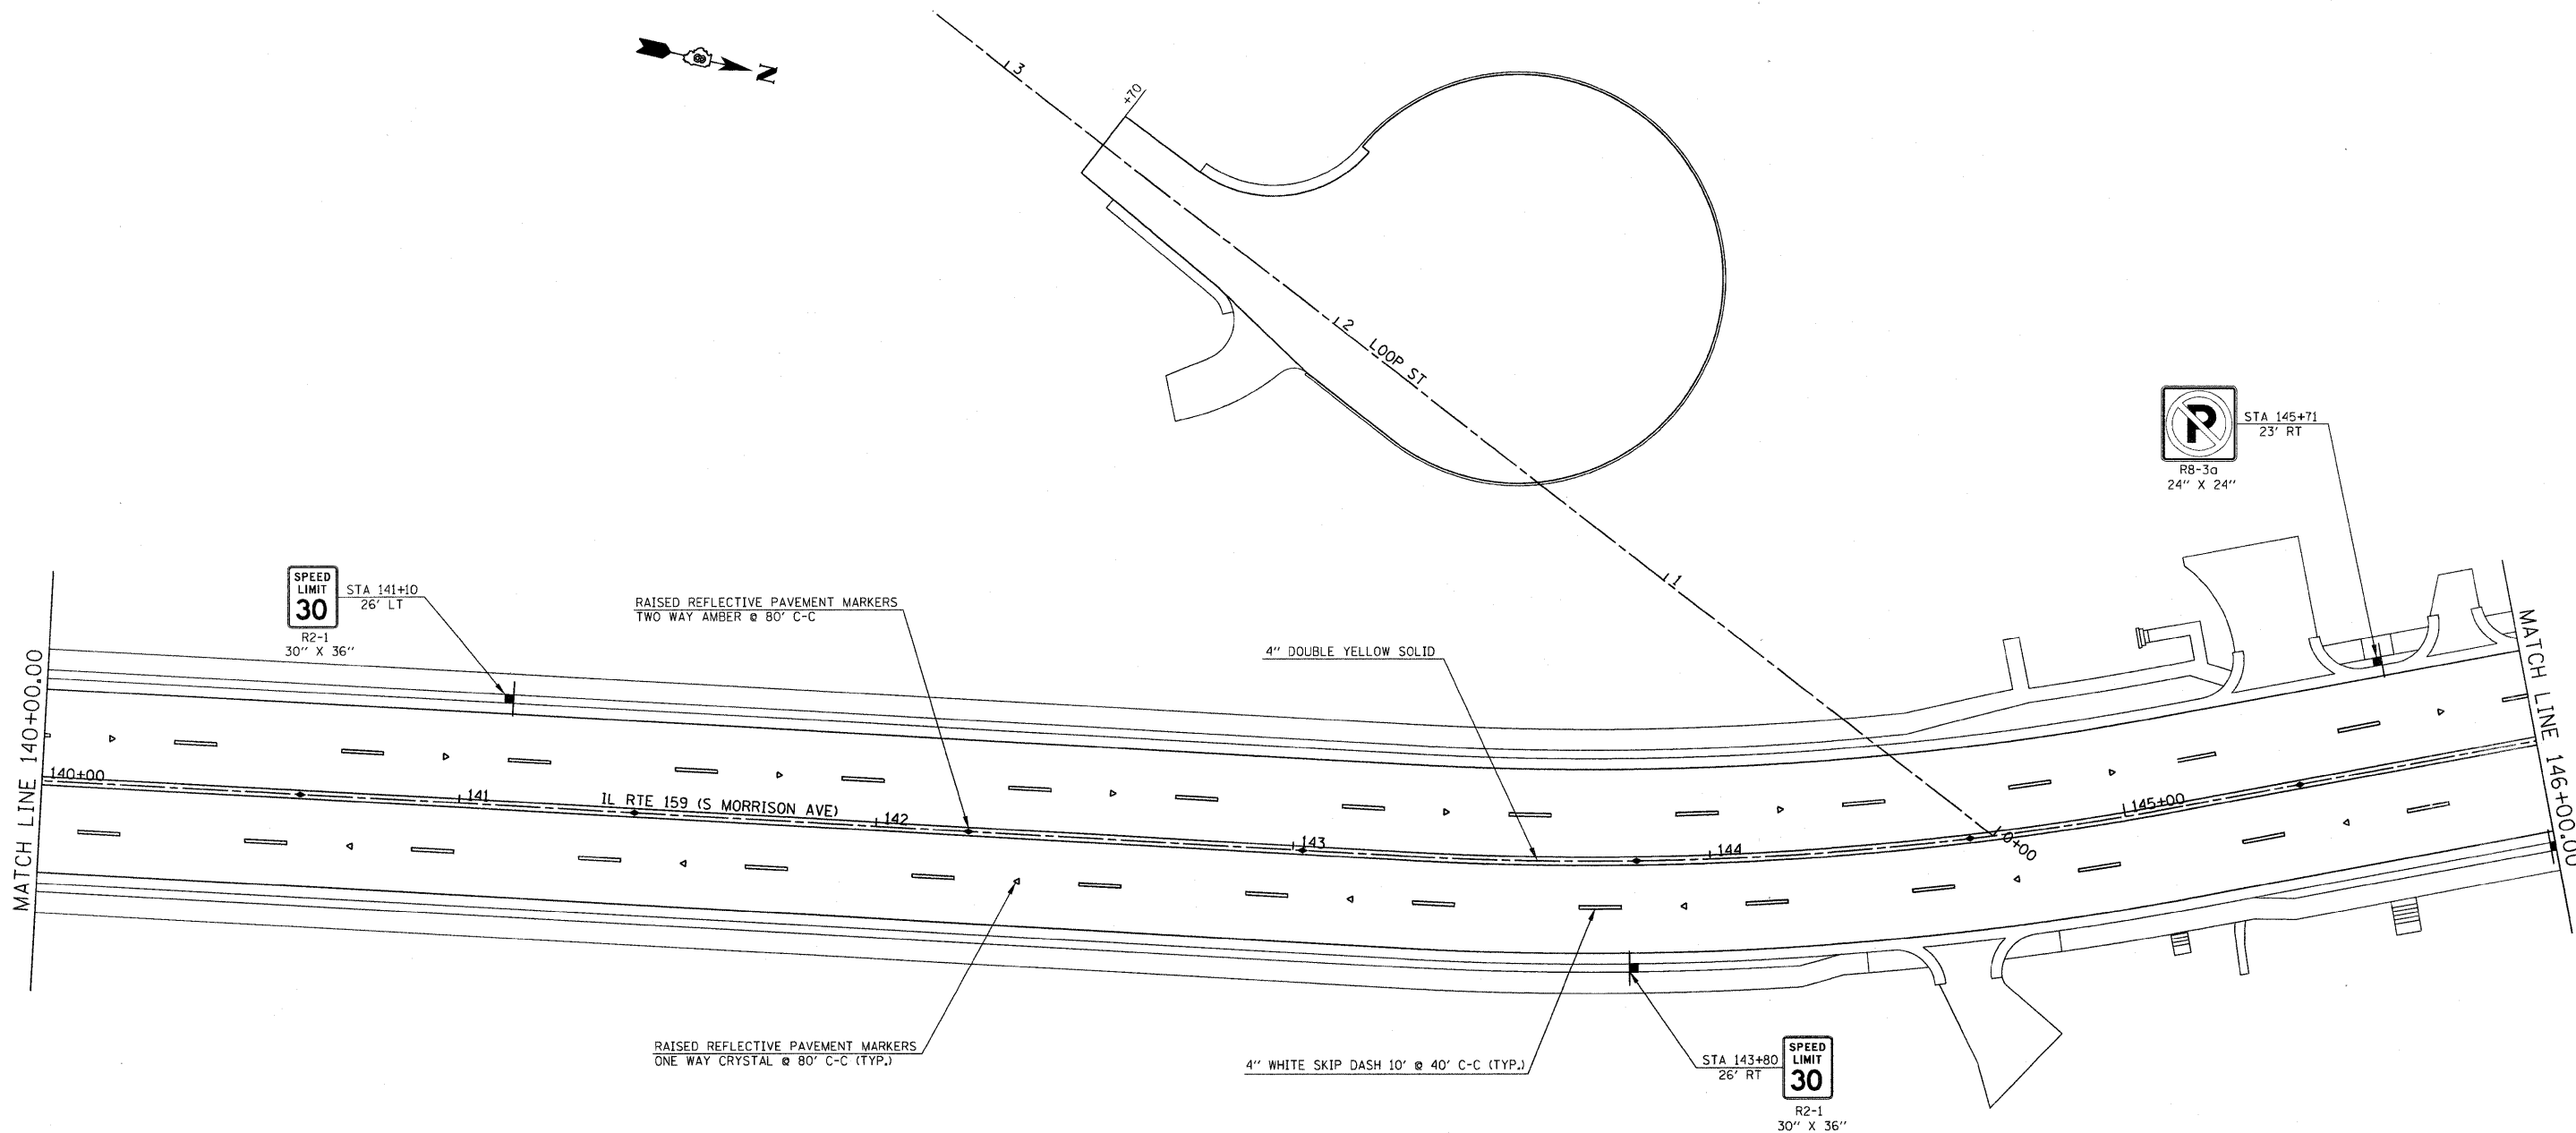 N
3
+70
2
LOOP ST
1
0+00
P
R8-3a
24" X 24"
STA 145+71
23' RT
SPEED
LIMIT
30
R2-1
30" X 36"
STA 141+10
26' LT
RAISED REFLECTIVE PAVEMENT MARKERS
TWO WAY AMBER @ 80' C-C
4" DOUBLE YELLOW SOLID
MATCH LINE 140+00.00
140+00
141
IL RTE 159 (S MORRISON AVE)
142
143
144
145+00
MATCH LINE 146+00.00
RAISED REFLECTIVE PAVEMENT MARKERS
ONE WAY CRYSTAL @ 80' C-C (TYP.)
4" WHITE SKIP DASH 10' @ 40' C-C (TYP.)
STA 143+80
26' RT
SPEED
LIMIT
30
R2-1
30" X 36"